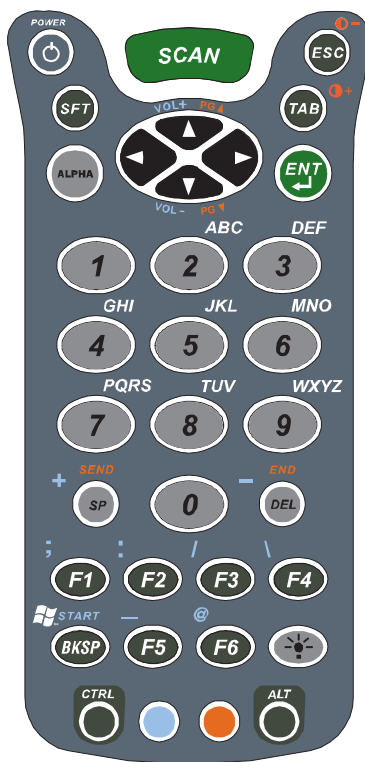 POWER
SCAN
ESC
−
SFT
VOL+ PG▲
TAB
+
ALPHA
ENT
VOL− PG▼
ABC DEF
1 2 3
GHI JKL MNO
4 5 6
PQRS TUV WXYZ
7 8 9
+ SEND − END
SP 0 DEL
; : / \
F1 F2 F3 F4
START — @
BKSP F5 F6
CTRL ALT